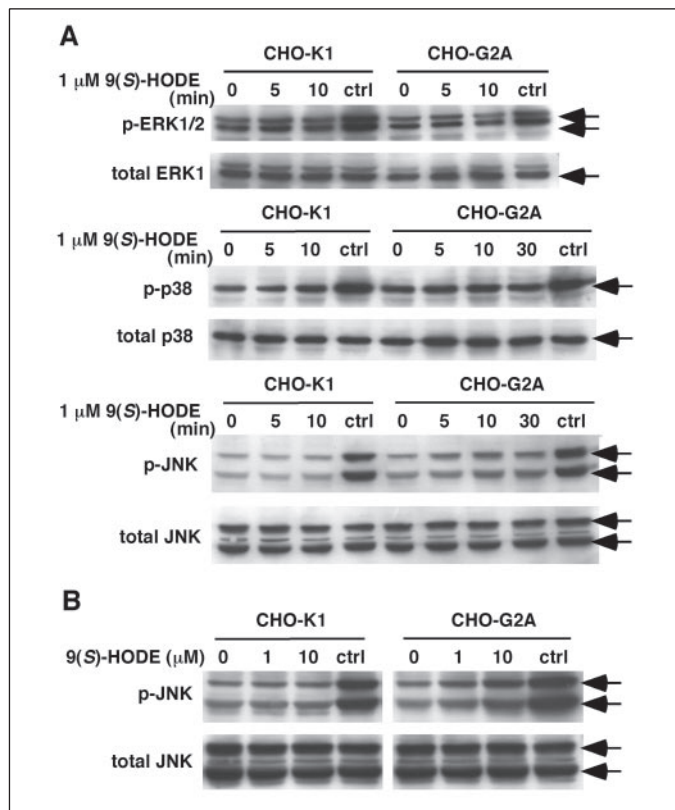 A
CHO-K1 CHO-G2A
1 μM 9(S)-HODE (min) 0 5 10 ctrl 0 5 10 ctrl
p-ERK1/2
total ERK1
CHO-K1 CHO-G2A
1 μM 9(S)-HODE (min) 0 5 10 ctrl 0 5 10 30 ctrl
p-p38
total p38
CHO-K1 CHO-G2A
1 μM 9(S)-HODE (min) 0 5 10 ctrl 0 5 10 30 ctrl
p-JNK
total JNK
B
CHO-K1 CHO-G2A
9(S)-HODE (μM) 0 1 10 ctrl 0 1 10 ctrl
p-JNK
total JNK